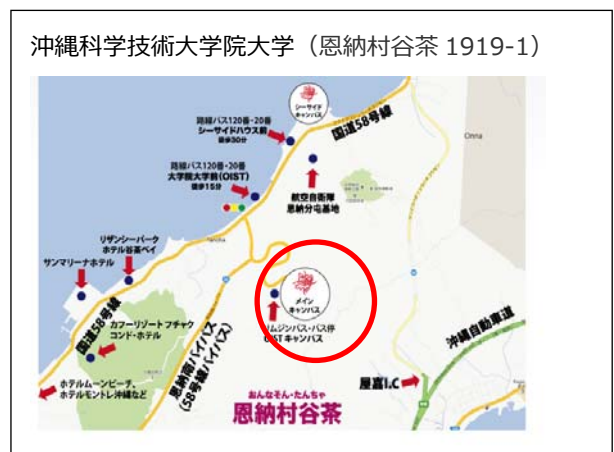 沖縄科学技術大学院大学（恩納村谷茶 1919-1）
シーサイド
キャンパス
国道58号線
Onna
路線バス120番・20番
シーサイドハウス前
徒歩30分
路線バス120番・20番
大学院大学前(OIST)
徒歩15分
航空自衛隊
恩納分屯基地
リザンシーパーク
ホテル谷茶ベイ
Tancha
サンマリーナホテル
メイン
キャンパス
リムジンバス・バス停
OIST キャンパス
国道58号線
カフーリゾートフチャク
コンド・ホテル
恩納南バイパス
(58号線バイパス)
沖縄自動車道
屋嘉I.C
ホテルムーンビーチ、
ホテルモントレ沖縄など
おんなそん・たんちゃ
恩納村谷茶